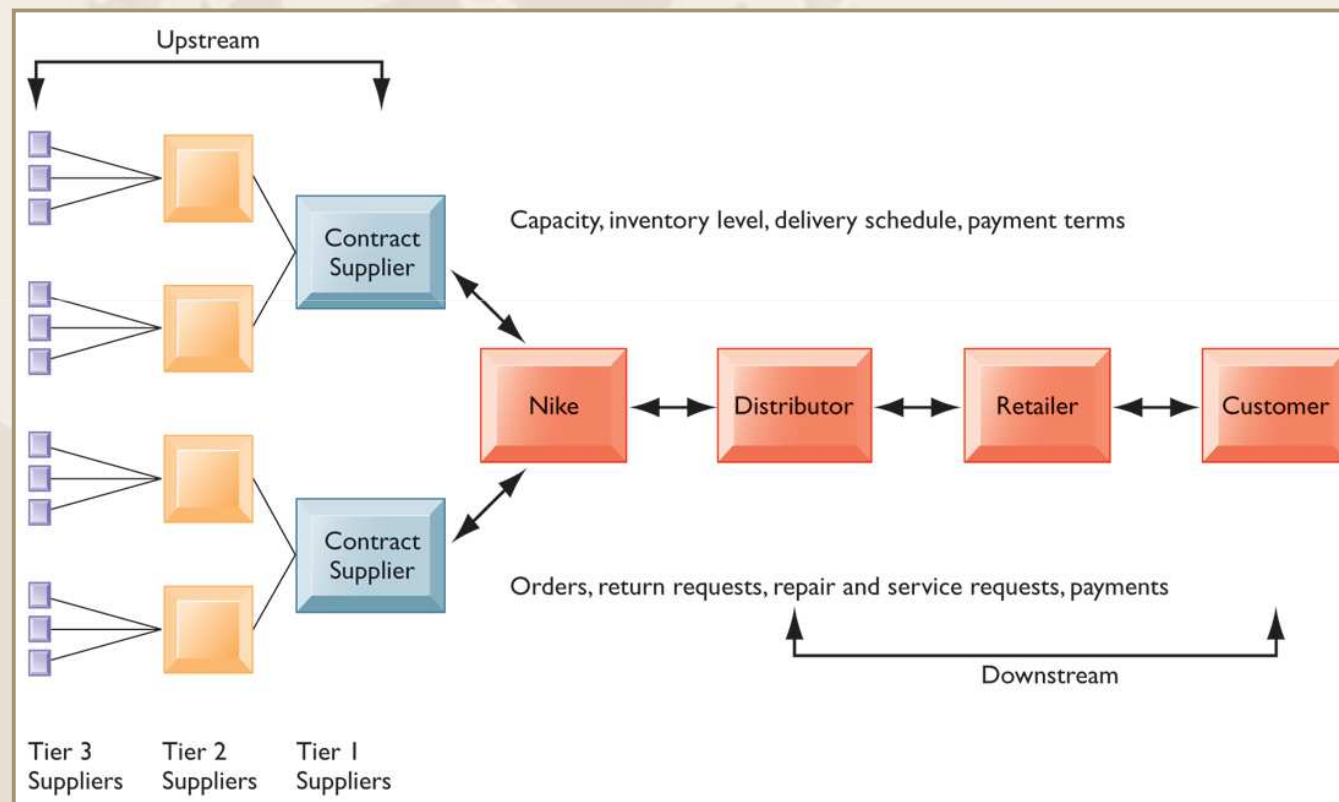 Upstream
Contract
Supplier
Capacity, inventory level, delivery schedule, payment terms
Nike
Distributor
Retailer
Customer
Contract
Supplier
Orders, return requests, repair and service requests, payments
Downstream
Tier 3
Suppliers
Tier 2
Suppliers
Tier 1
Suppliers